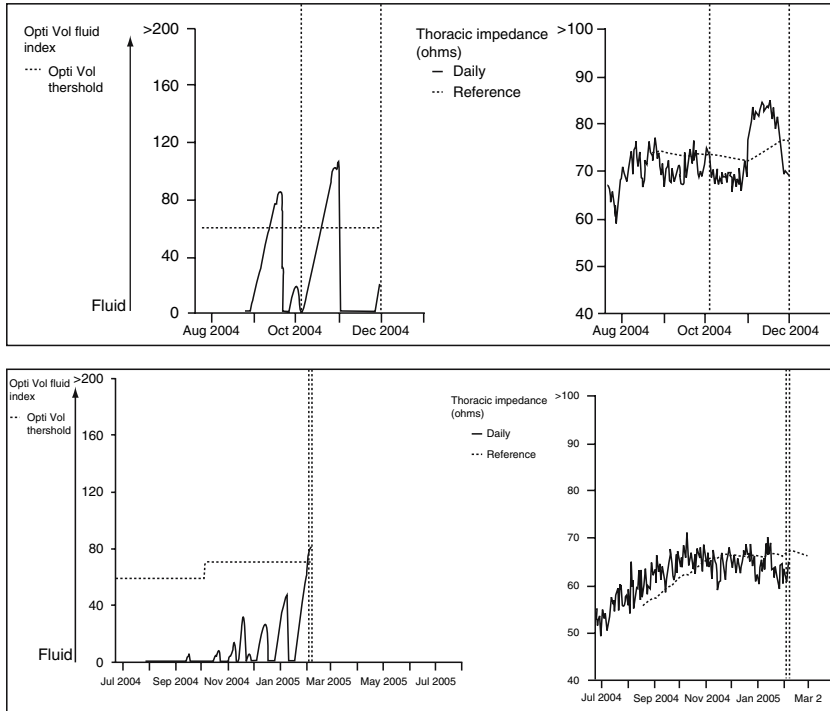 Opti Vol fluid
index
Opti Vol
thershold
Fluid
>200
160
120
80
40
0
Aug 2004 Oct 2004 Dec 2004
Thoracic impedance
(ohms)
Daily
Reference
>100
90
80
70
60
50
40
Aug 2004 Oct 2004 Dec 2004
Opti Vol fluid
index
Opti Vol
thershold
Fluid
>200
160
120
80
40
0
Jul 2004 Sep 2004 Nov 2004 Jan 2005 Mar 2005 May 2005 Jul 2005
Thoracic impedance
(ohms)
Daily
Reference
>100
90
80
70
60
50
40
Jul 2004 Sep 2004 Nov 2004 Jan 2005 Mar 2